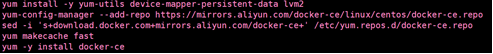 yum install -y yum-utils device-mapper-persistent-data lvm2
yum-config-manager --add-repo https://mirrors.aliyun.com/docker-ce/linux/centos/docker-ce.repo
sed -i 's+download.docker.com+mirrors.aliyun.com/docker-ce+' /etc/yum.repos.d/docker-ce.repo
yum makecache fast
yum -y install docker-ce